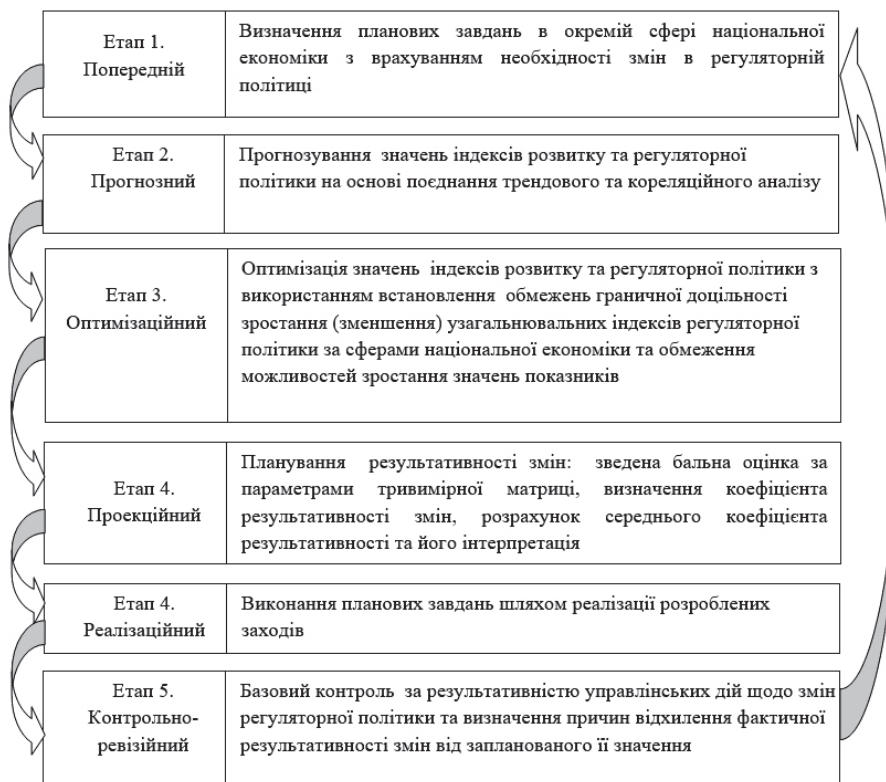 Етап 1.
Попередній
Визначення планових завдань в окремій сфері національної
економіки з врахуванням необхідності змін в регуляторній
політиці
Етап 2.
Прогнозний
Прогнозування значень індексів розвитку та регуляторної
політики на основі поєднання трендового та кореляційного аналізу
Етап 3.
Оптимізаційний
Оптимізація значень індексів розвитку та регуляторної політики з
використанням встановлення обмежень граничної доцільності
зростання (зменшення) узагальнювальних індексів регуляторної
політики за сферами національної економіки та обмеження
можливостей зростання значень показників
Етап 4.
Проекційний
Планування результативності змін: зведена бальна оцінка за
параметрами тривимірної матриці, визначення коефіцієнта
результативності змін, розрахунок середнього коефіцієнта
результативності та його інтерпретація
Етап 4.
Реалізаційний
Виконання планових завдань шляхом реалізації розроблених
заходів
Етап 5.
Контрольно-
ревізійний
Базовий контроль за результативністю управлінських дій щодо змін
регуляторної політики та визначення причин відхилення фактичної
результативності змін від запланованого її значення